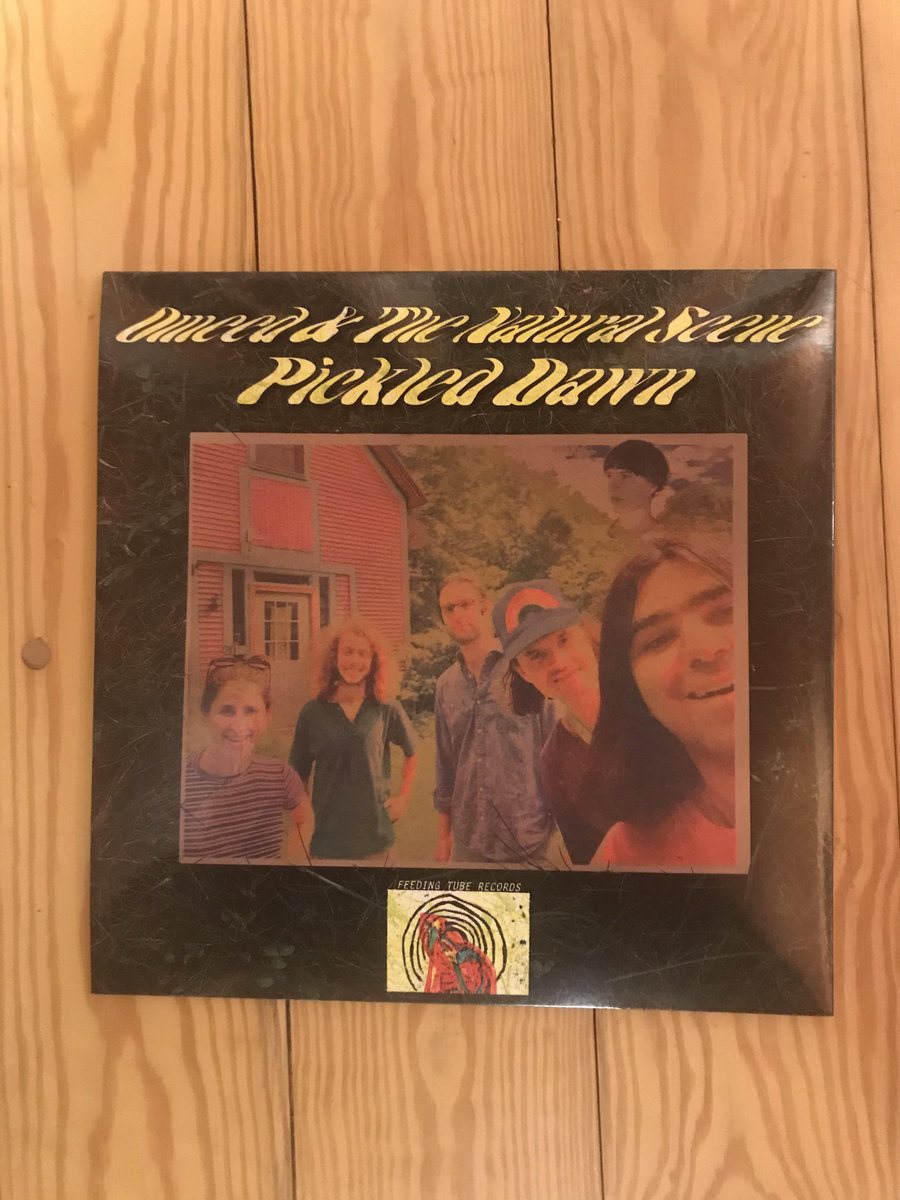 Omeed & The Natural Scene
Pickled Dawn
FEEDING TUBE RECORDS